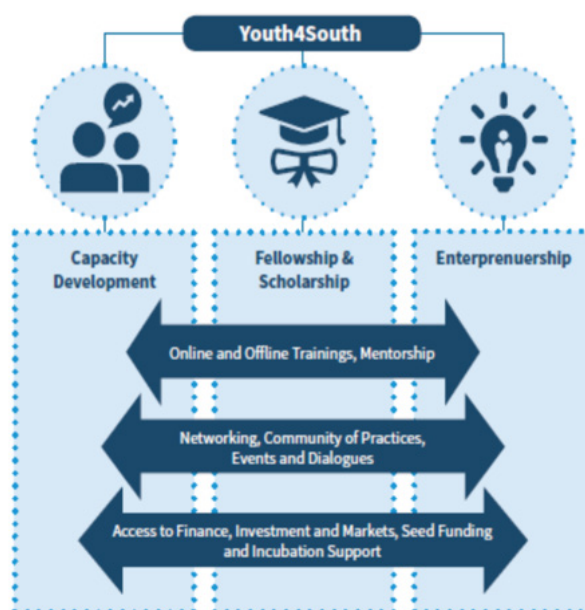 Youth4South
Capacity
Development
Fellowship &
Scholarship
Enterprenuership
Online and Offline Trainings, Mentorship
Networking, Community of Practices,
Events and Dialogues
Access to Finance, Investment and Markets, Seed Funding
and Incubation Support